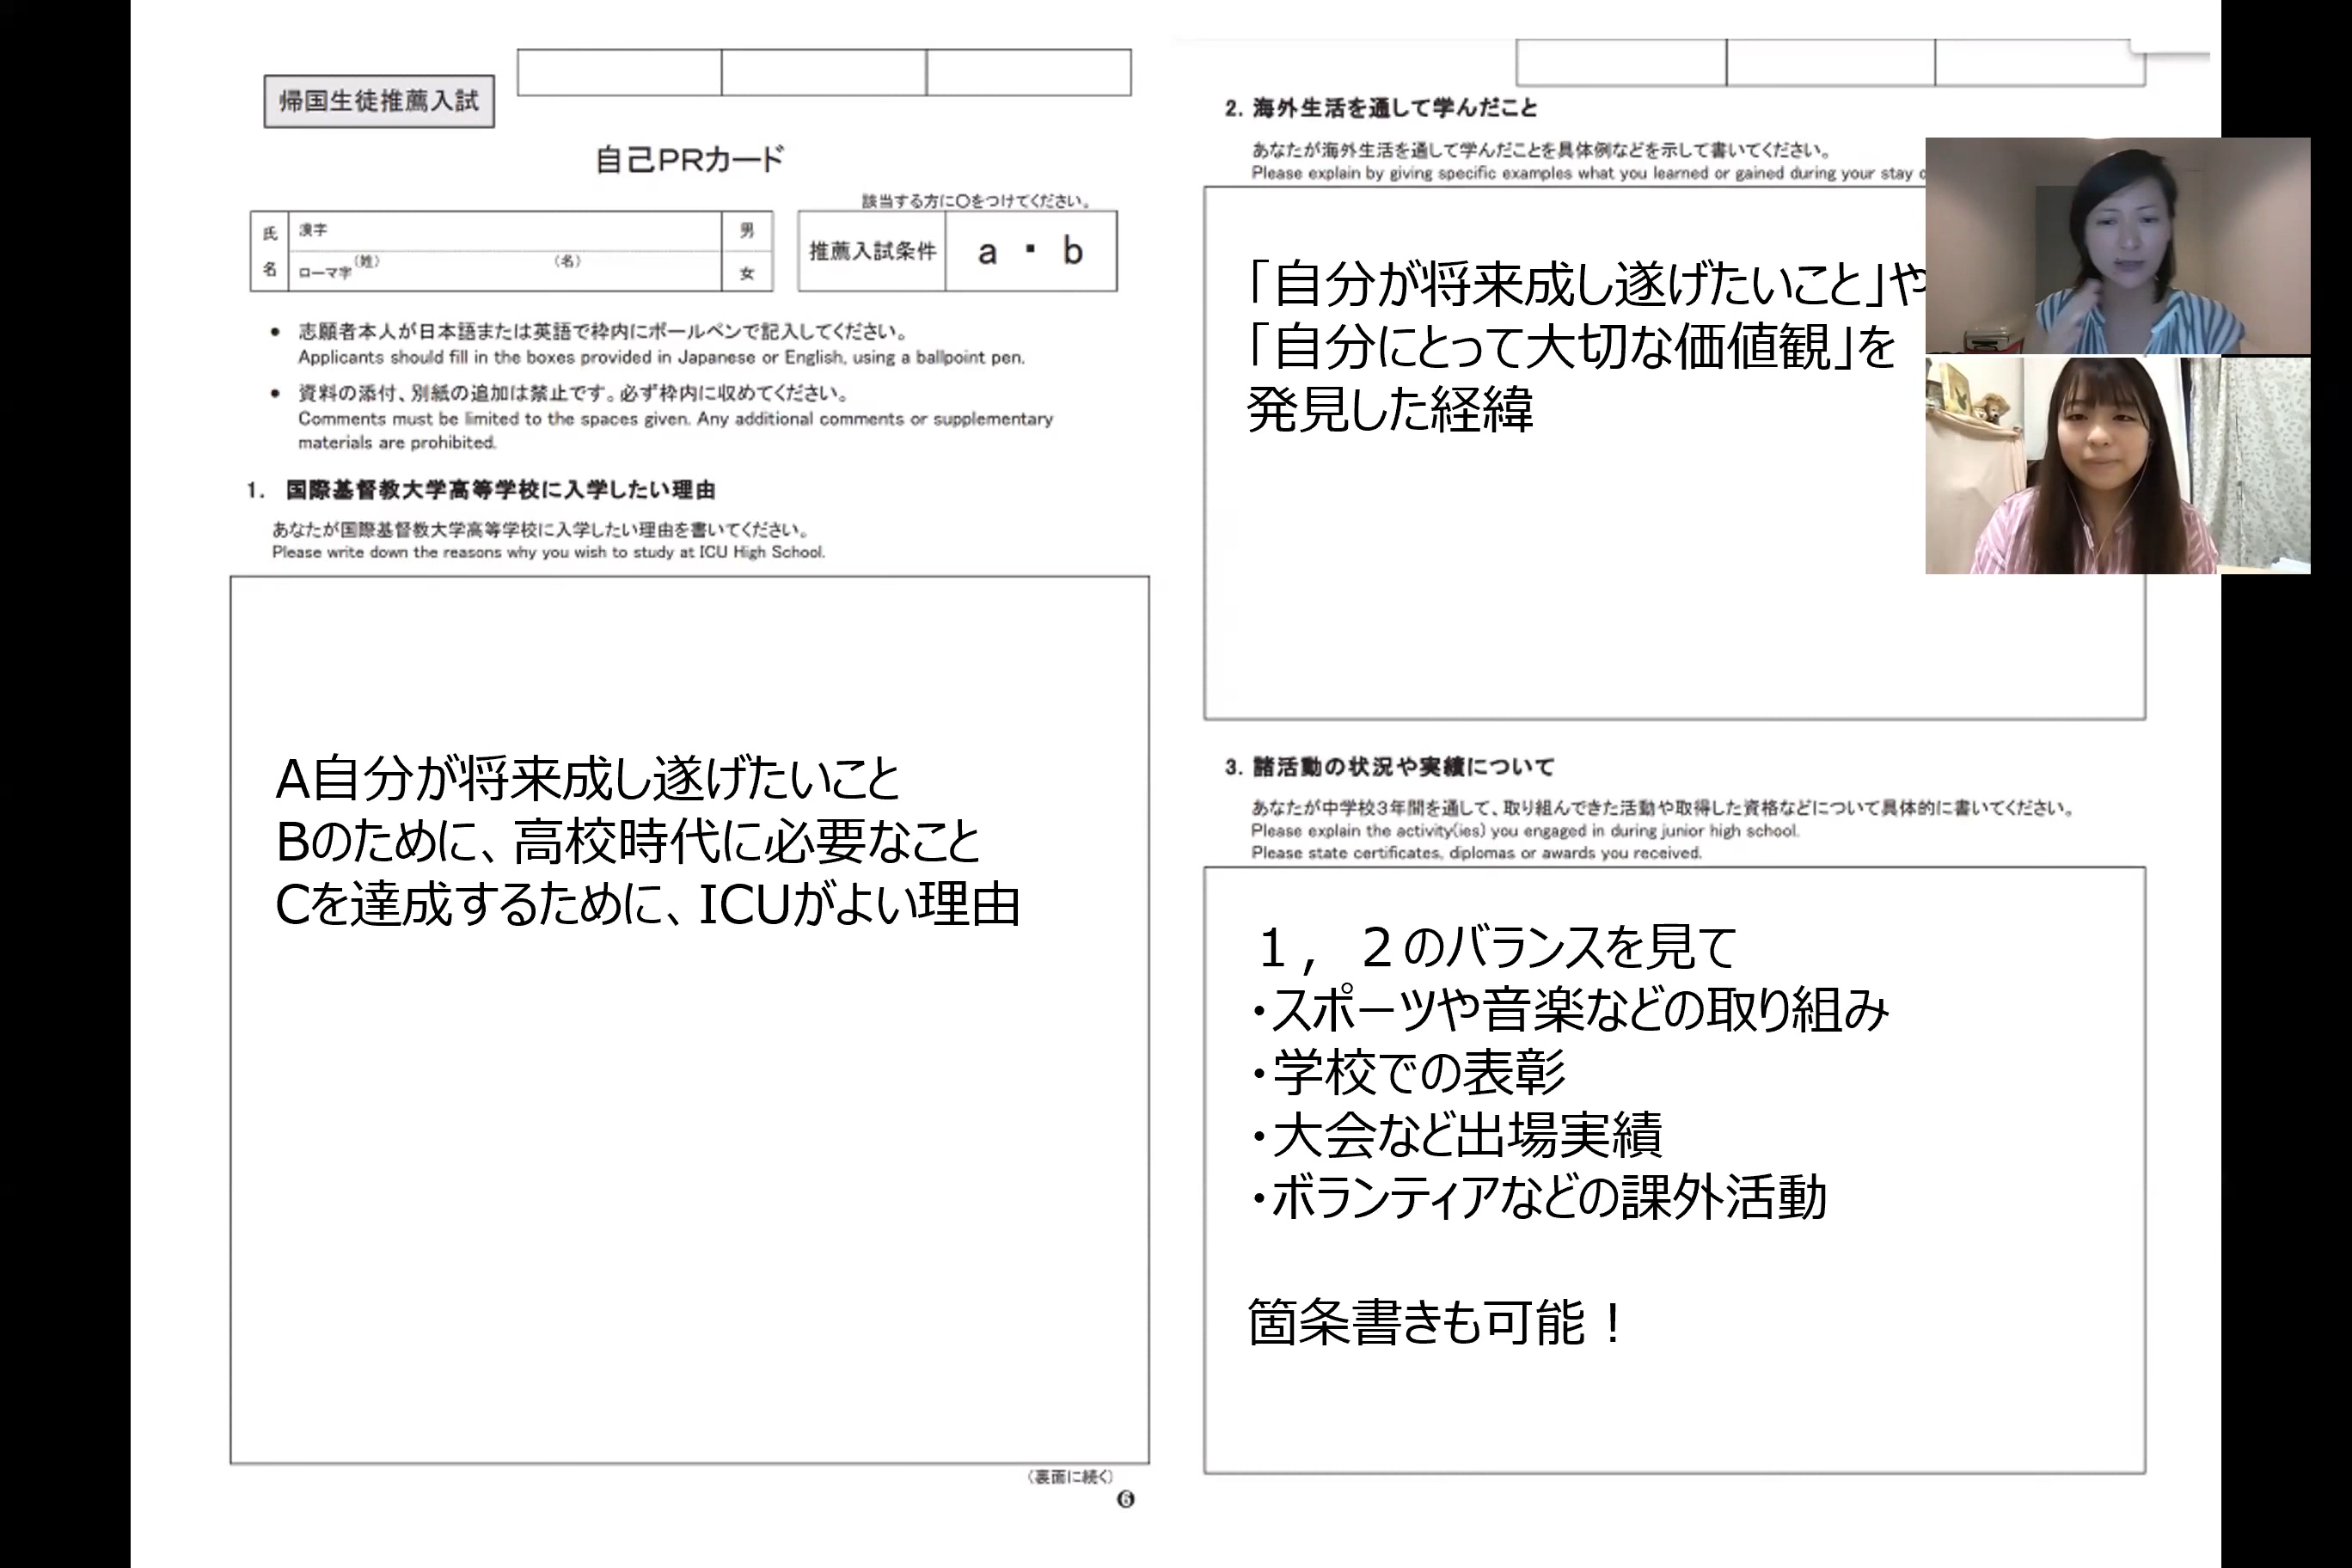 帰国生徒推薦入試
自己PRカード
該当する方に〇をつけてください。
氏名
漢字
ローマ字
(姓)
(名)
男
女
推薦入試条件
a ・ b
● 志願者本人が日本語または英語で枠内にボールペンで記入してください。
Applicants should fill in the boxes provided in Japanese or English, using a ballpoint pen.
● 資料の添付、別紙の追加は禁止です。必ず枠内に収めてください。
Comments must be limited to the spaces given. Any additional comments or supplementary
materials are prohibited.
1. 国際基督教大学高等学校に入学したい理由
あなたが国際基督教大学高等学校に入学したい理由を書いてください。
Please write down the reasons why you wish to study at ICU High School.
A自分が将来成し遂げたいこと
Bのために、高校時代に必要なこと
Cを達成するために、ICUがよい理由
(裏面に続く)
❻
2. 海外生活を通して学んだこと
あなたが海外生活を通して学んだことを具体例などを示して書いてください。
Please explain by giving specific examples what you learned or gained during your stay
「自分が将来成し遂げたいこと」や
「自分にとって大切な価値観」を
発見した経緯
3. 諸活動の状況や実績について
あなたが中学校3年間を通して、取り組んできた活動や取得した資格などについて具体的に書いてください。
Please explain the activity(ies) you engaged in during junior high school.
Please state certificates, diplomas or awards you received.
１，２のバランスを見て
・スポーツや音楽などの取り組み
・学校での表彰
・大会など出場実績
・ボランティアなどの課外活動
箇条書きも可能！